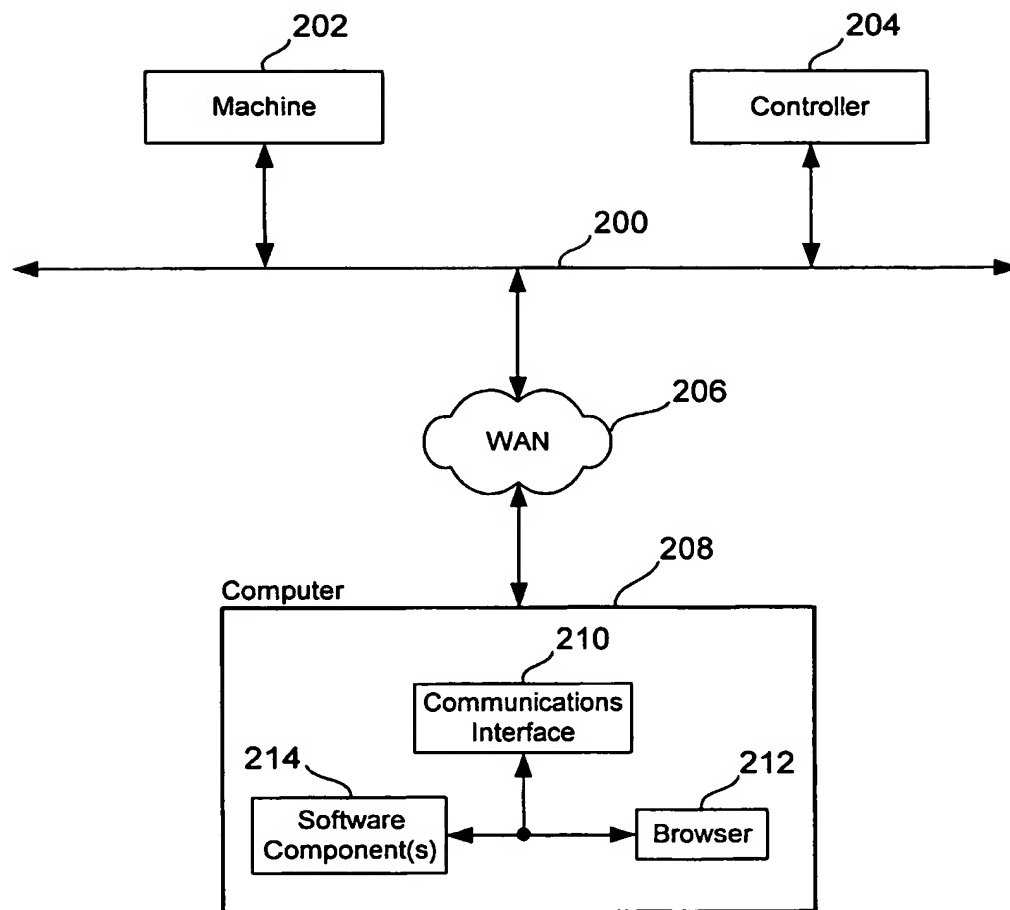 202
204
Machine
Controller
200
206
WAN
208
Computer
210
Communications
Interface
214
212
Software
Component(s)
Browser